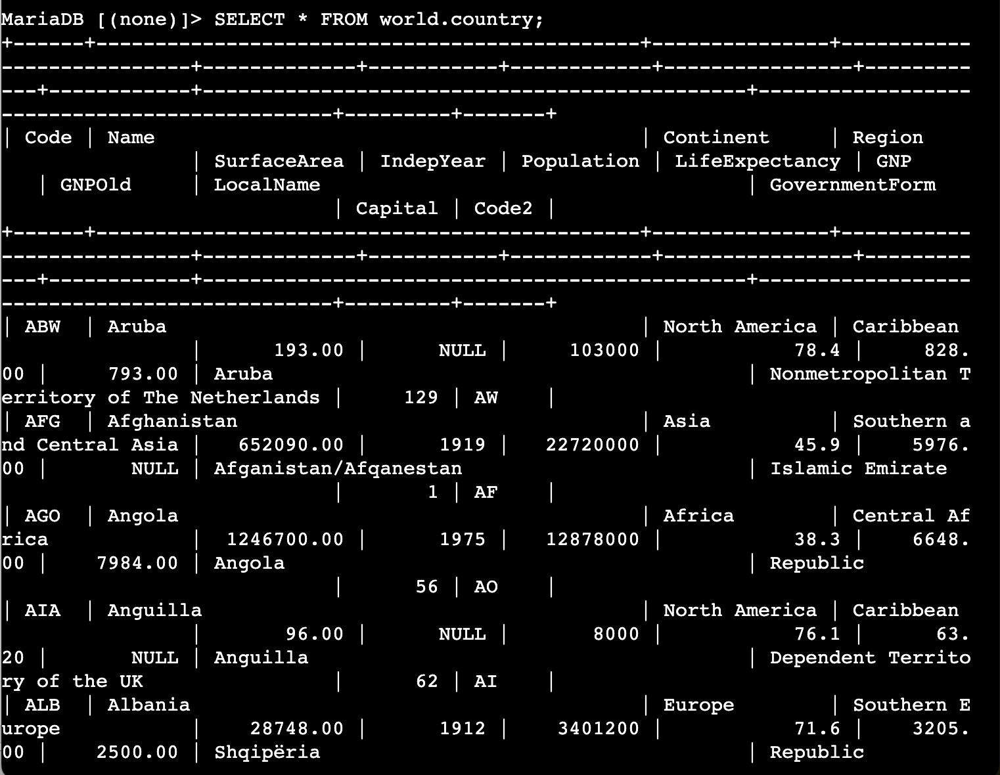 MariaDB [(none)]> SELECT * FROM world.country;
+------+----------------------------------------------+---------------+-----------
----------------+-------------+-----------+------------+----------------+---------
---+------------+----------------------------------------------+------------------
----------------------------+---------+-------+
| Code | Name                                         | Continent     | Region
                | SurfaceArea | IndepYear | Population | LifeExpectancy | GNP
   | GNPOld     | LocalName                                    | GovernmentForm
                            | Capital | Code2 |
+------+----------------------------------------------+---------------+-----------
----------------+-------------+-----------+------------+----------------+---------
---+------------+----------------------------------------------+------------------
----------------------------+---------+-------+
| ABW  | Aruba                                        | North America | Caribbean
                |      193.00 |      NULL |     103000 |           78.4 |     828.
00 |     793.00 | Aruba                                        | Nonmetropolitan T
erritory of The Netherlands |     129 | AW    |
| AFG  | Afghanistan                                  | Asia          | Southern a
nd Central Asia |   652090.00 |      1919 |   22720000 |           45.9 |    5976.
00 |       NULL | Afganistan/Afqanestan                        | Islamic Emirate
                            |       1 | AF    |
| AGO  | Angola                                       | Africa        | Central Af
rica            |  1246700.00 |      1975 |   12878000 |           38.3 |    6648.
00 |    7984.00 | Angola                                       | Republic
                            |      56 | AO    |
| AIA  | Anguilla                                     | North America | Caribbean
                |       96.00 |      NULL |       8000 |           76.1 |      63.
20 |       NULL | Anguilla                                     | Dependent Territo
ry of the UK                |      62 | AI    |
| ALB  | Albania                                      | Europe        | Southern E
urope           |    28748.00 |      1912 |    3401200 |           71.6 |    3205.
00 |    2500.00 | Shqipëria                                    | Republic